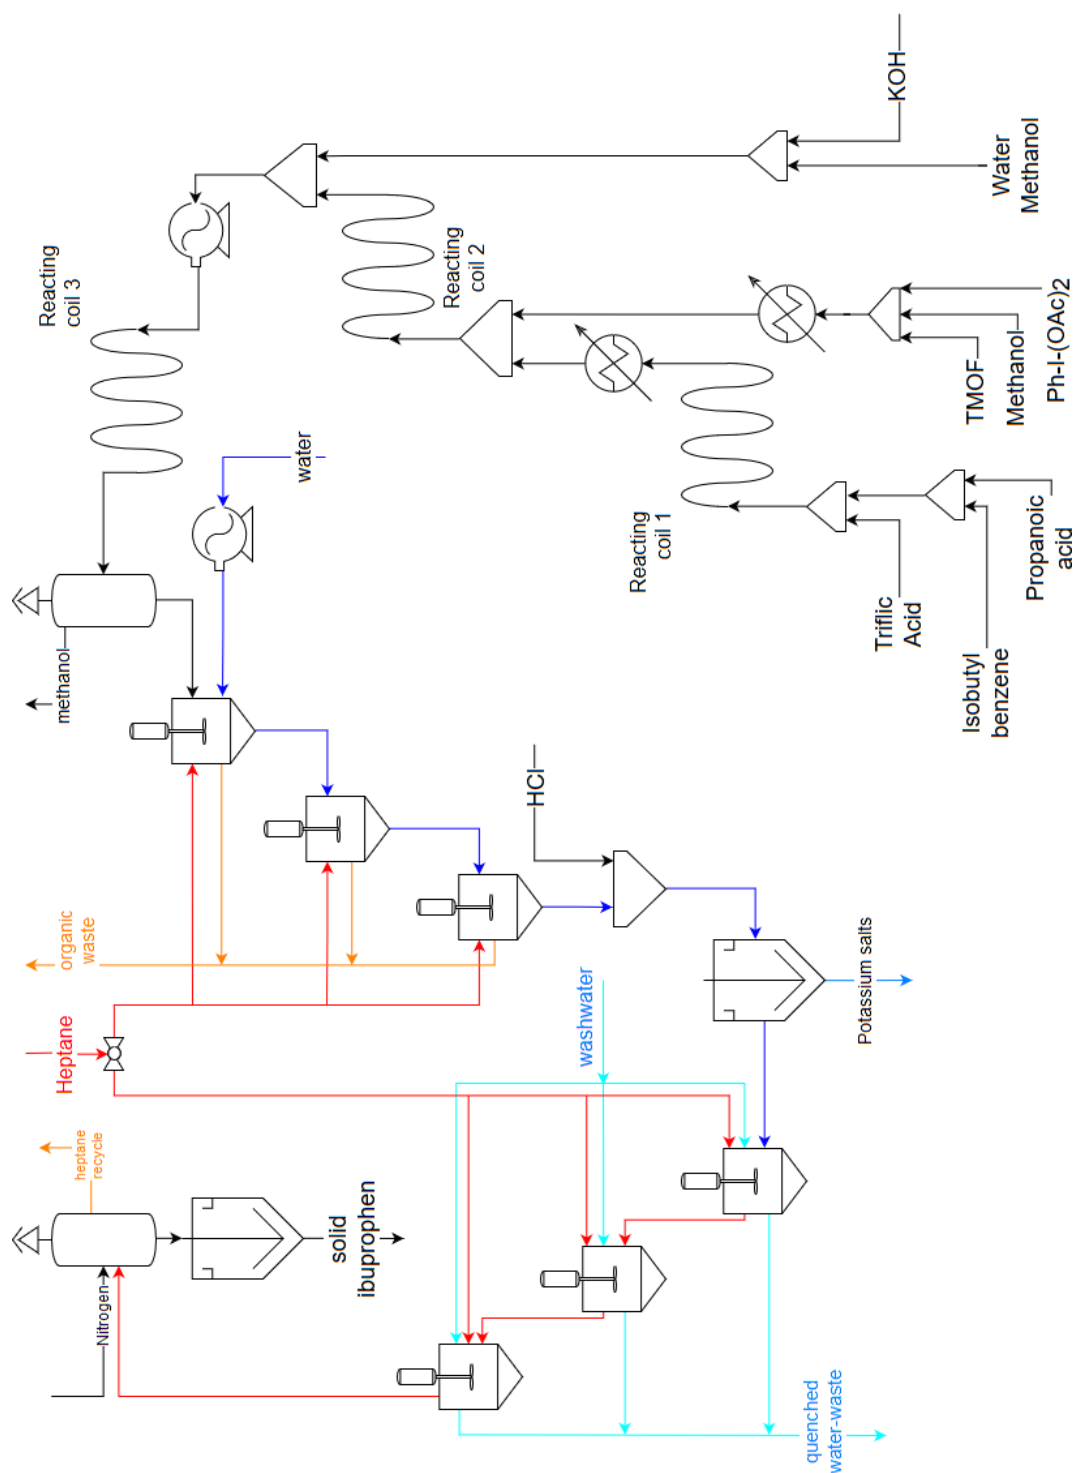 KOH
Water
Methanol
Reacting
coil 3
Reacting
coil 2
TMOF
Methanol
Ph-I-(OAc)2
water
Reacting
coil 1
Triflic
Acid
Propanoic
acid
Isobutyl
benzene
methanol
HCl
organic
waste
Heptane
washwater
Potassium salts
heptane
recycle
solid
ibuprophen
Nitrogen
quenched
water-waste